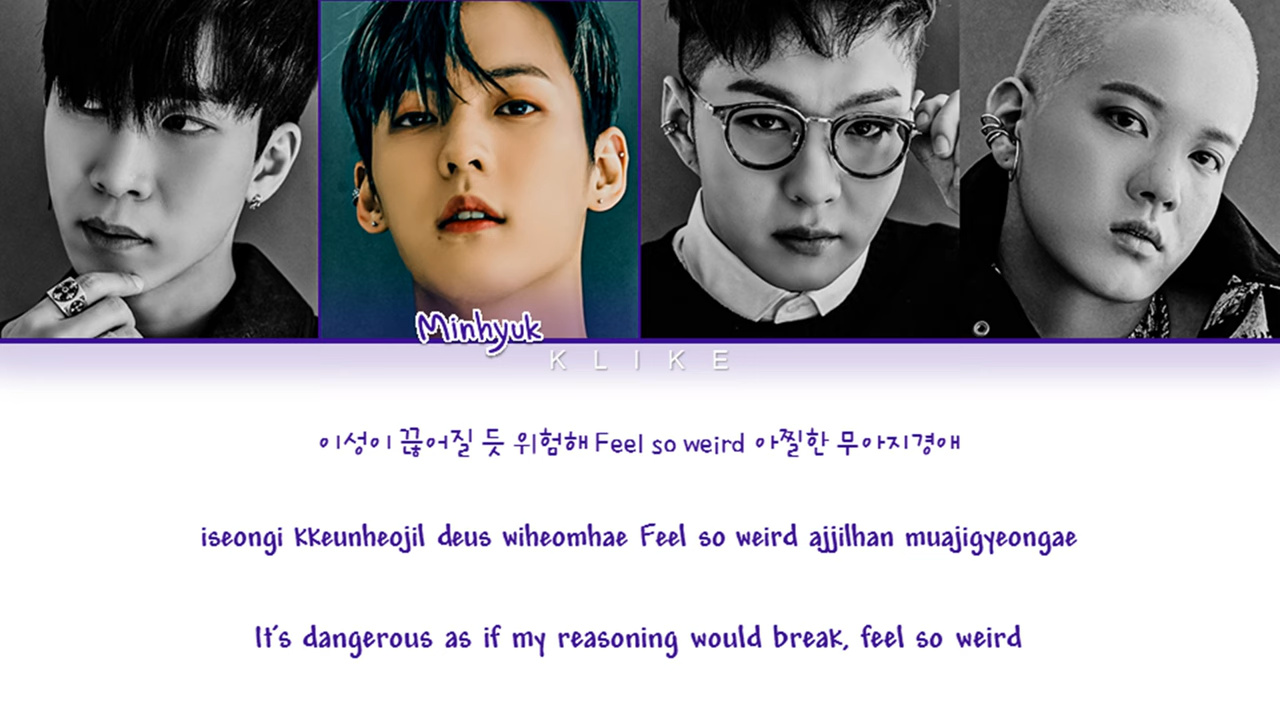 Minhyuk
KLIKE
이성이 끊어질 듯 위험해 Feel so weird 아찔한 무아지경애
iseongi kkeunheojil deus wiheomhae Feel so weird ajjilhan muajigyeongae
It's dangerous as if my reasoning would break, feel so weird